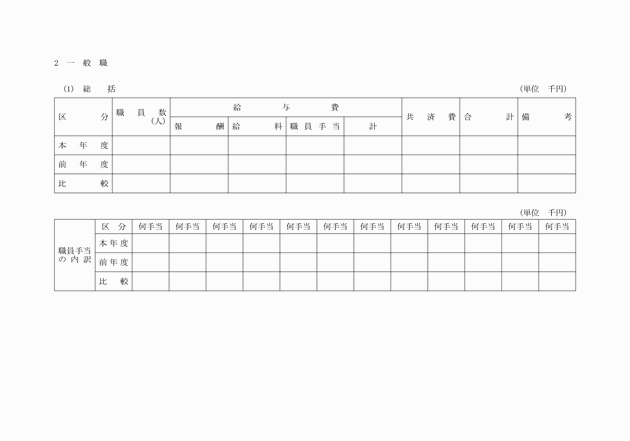 2 一般職
(1) 総括
(単位 千円)
区分 職員数(人) 給与費 共済費 合計 備考
報酬 給料 職員手当 計
本年度
前年度
比較
(単位 千円)
職員手当の内訳 区分 何手当 何手当 何手当 何手当 何手当 何手当 何手当 何手当 何手当 何手当 何手当 何手当
本年度
前年度
比較